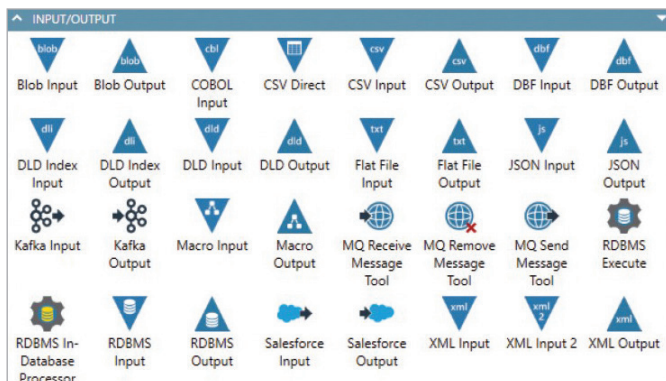 INPUT/OUTPUT
blob
blob
cbl
csv
csv
dbf
dbf
Blob Input
Blob Output
COBOL
Input
CSV Direct
CSV Input
CSV Output
DBF Input
DBF Output
dli
dli
dld
dld
txt
txt
js
js
DLD Index
Input
DLD Index
Output
DLD Input
DLD Output
Flat File
Input
Flat File
Output
JSON Input
JSON
Output
Kafka Input
Kafka
Output
Macro Input
Macro
Output
MQ Receive
Message
Tool
MQ Remove
Message
Tool
MQ Send
Message
Tool
RDBMS
Execute
xml
xml
2
xml
RDBMS In-
Database
Processor
RDBMS
Input
RDBMS
Output
Salesforce
Input
Salesforce
Output
XML Input
XML Input 2
XML Output